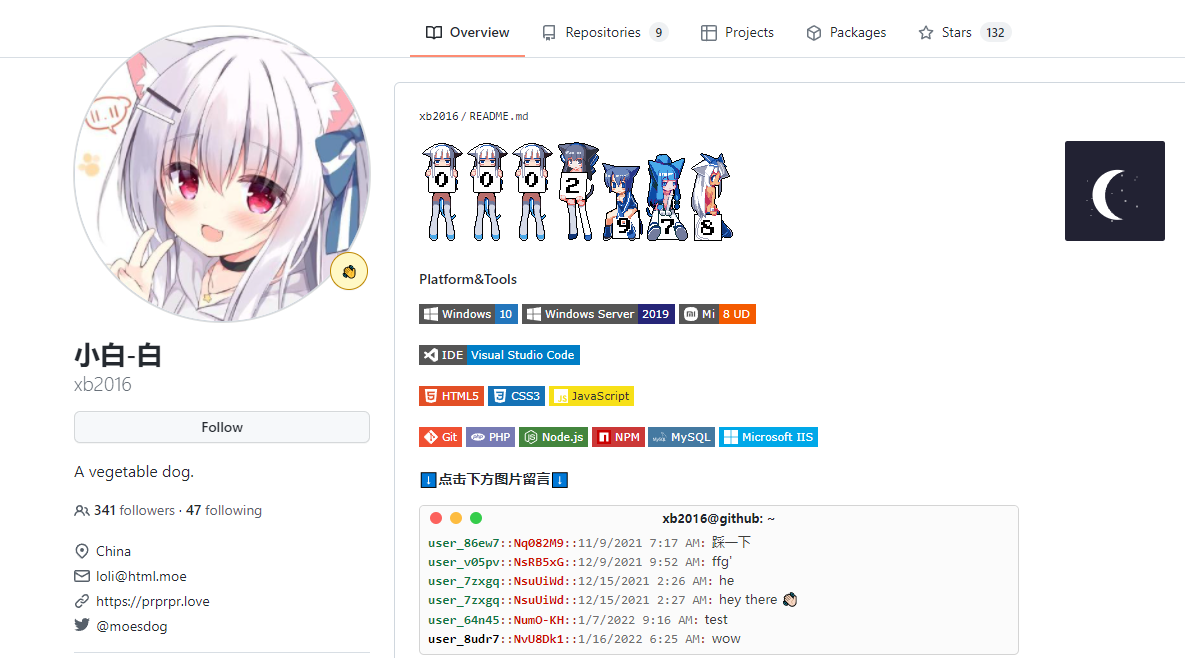 Overview
Repositories 9
Projects
Packages
Stars 132
xb2016 / README.md
0 0 0 2 9 7 8
Platform&Tools
Windows 10 Windows Server 2019 Mi 8 UD
IDE Visual Studio Code
HTML5 CSS3 JavaScript
Git PHP Node.js NPM MySQL Microsoft IIS
↓点击下方图片留言↓
xb2016@github: ~
user_86ew7::Nq082M9::11/9/2021 7:17 AM: 踩一下
user_v05pv::NsRB5xG::12/9/2021 9:52 AM: ffg'
user_7zxgq::NsuUiWd::12/15/2021 2:26 AM: he
user_7zxgq::NsuUiWd::12/15/2021 2:27 AM: hey there 👋🏻
user_64n45::NumO-KH::1/7/2022 9:16 AM: test
user_8udr7::NvU8Dk1::1/16/2022 6:25 AM: wow
小白-白
xb2016
Follow
A vegetable dog.
341 followers · 47 following
China
loli@html.moe
https://prprpr.love
@moesdog